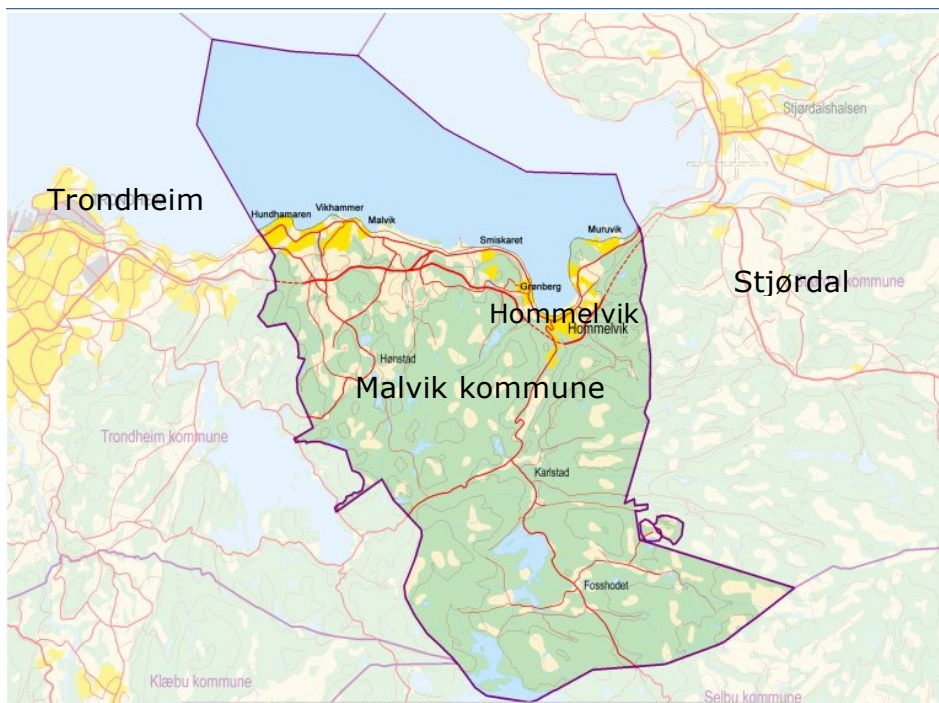 Stjørdalshalsen
Trondheim
Hundhamaren
Vikhammer
Malvik
Smiskaret
Muruvik
Stjørdal
kommune
Grønberg
Hommelvik
Hommelvik
Hønstad
Malvik kommune
Trondheim kommune
Karlstad
Fosshodet
Klæbu kommune
Selbu kommune